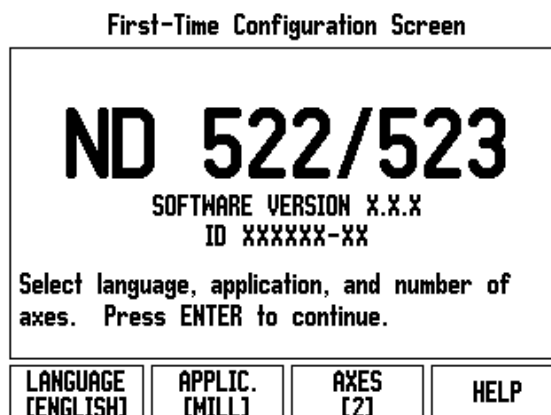 First-Time Configuration Screen
ND 522/523
SOFTWARE VERSION X.X.X
ID XXXXXX-XX
Select language, application, and number of
axes. Press ENTER to continue.
LANGUAGE
[ENGLISH]
APPLIC.
[MILL]
AXES
[2]
HELP